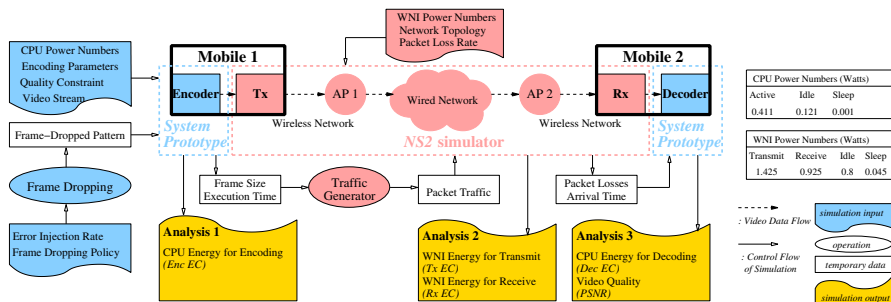 CPU Power Numbers
Encoding Parameters
Quality Constraint
Video Stream
Frame-Dropped Pattern
Frame Dropping
Error Injection Rate
Frame Dropping Policy
WNI Power Numbers
Network Topology
Packet Loss Rate
Mobile 1
Encoder
Tx
AP 1
Wired Network
AP 2
Mobile 2
Rx
Decoder
System
Prototype
Wireless Network
NS2 simulator
Wireless Network
System
Prototype
Frame Size
Execution Time
Traffic
Generator
Packet Traffic
Packet Losses
Arrival Time
Analysis 1
CPU Energy for Encoding
(Enc EC)
Analysis 2
WNI Energy for Transmit
(Tx EC)
WNI Energy for Receive
(Rx EC)
Analysis 3
CPU Energy for Decoding
(Dec EC)
Video Quality
(PSNR)
CPU Power Numbers (Watts)
Active Idle Sleep
0.411 0.121 0.001
WNI Power Numbers (Watts)
Transmit Receive Idle Sleep
1.425 0.925 0.8 0.045
: Video Data Flow
: Control Flow
of Simulation
simulation input
operation
temporary data
simulation output